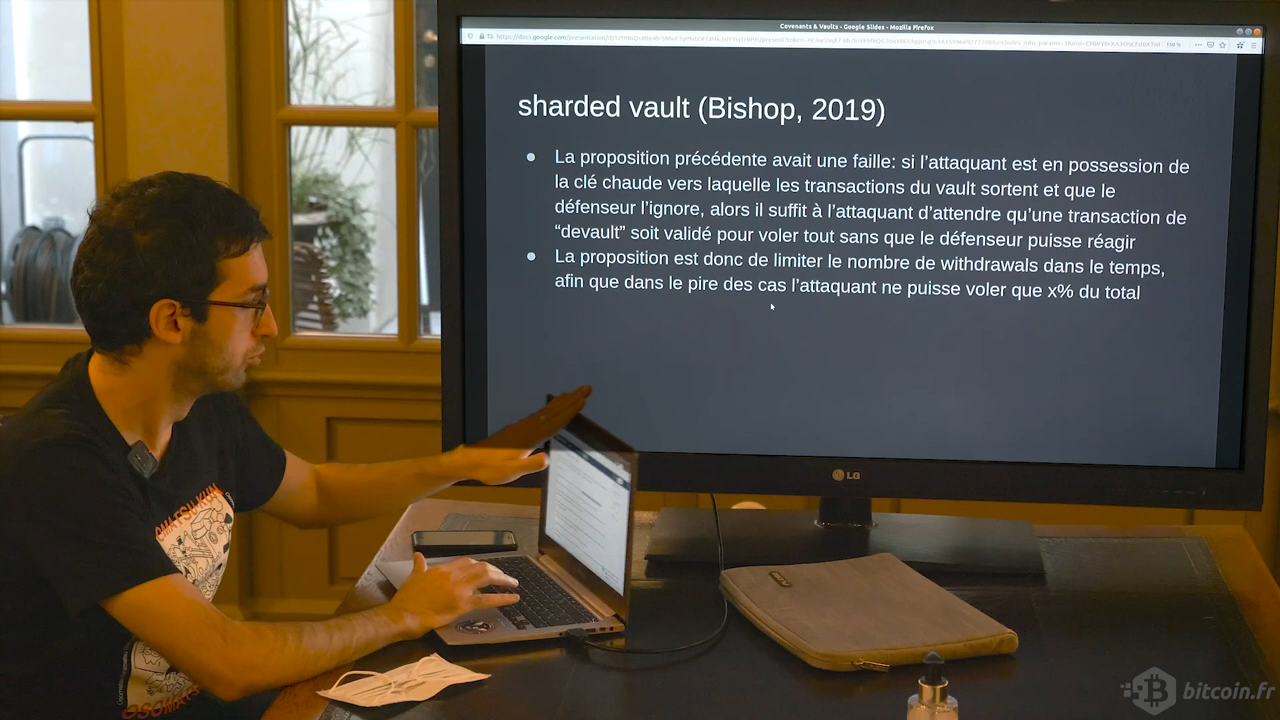 Covenants & Vaults - Google Slides - Mozilla Firefox
sharded vault (Bishop, 2019)
La proposition précédente avait une faille: si l'attaquant est en possession de
la clé chaude vers laquelle les transactions du vault sortent et que le
défenseur l'ignore, alors il suffit à l'attaquant d'attendre qu'une transaction de
“devault” soit validé pour voler tout sans que le défenseur puisse réagir
La proposition est donc de limiter le nombre de withdrawals dans le temps,
afin que dans le pire des cas l'attaquant ne puisse voler que x% du total
LG
bitcoin.fr